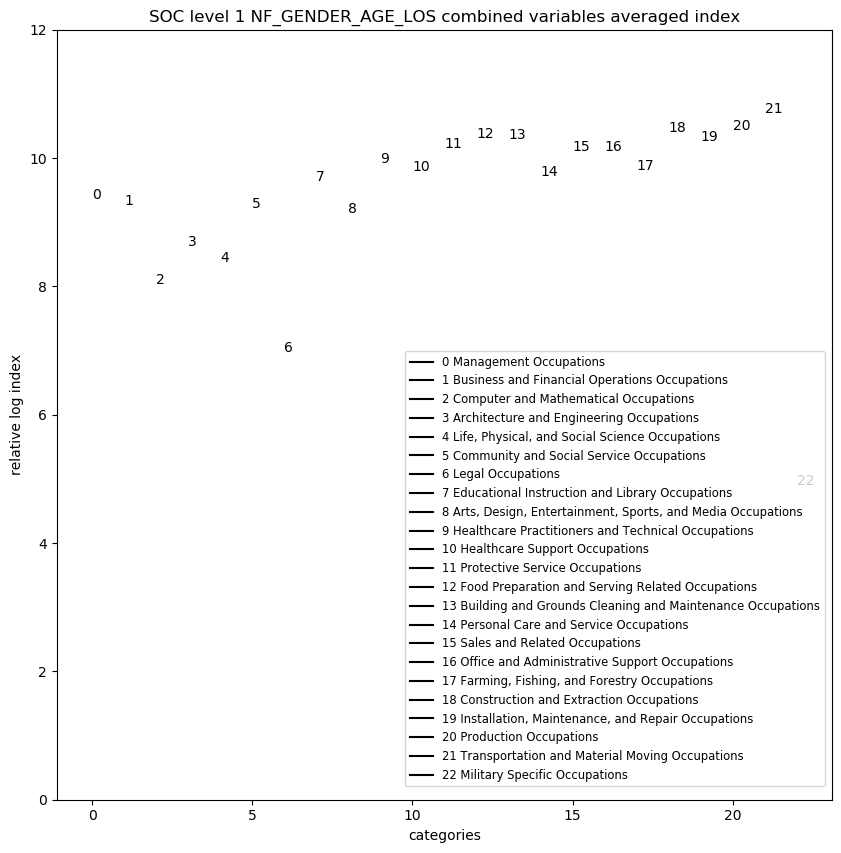 SOC level 1 NF_GENDER_AGE_LOS combined variables averaged index
12
21
20
18
19
12
13
11
15
16
10
9
10
17
14
7
0
1
5
8
3
4
8
2
6
0 Management Occupations
1 Business and Financial Operations Occupations
2 Computer and Mathematical Occupations
3 Architecture and Engineering Occupations
6
4 Life, Physical, and Social Science Occupations
5 Community and Social Service Occupations
6 Legal Occupations
22
7 Educational Instruction and Library Occupations
8 Arts, Design, Entertainment, Sports, and Media Occupations
9 Healthcare Practitioners and Technical Occupations
4
10 Healthcare Support Occupations
11 Protective Service Occupations
12 Food Preparation and Serving Related Occupations
13 Building and Grounds Cleaning and Maintenance Occupations
14 Personal Care and Service Occupations
15 Sales and Related Occupations
16 Office and Administrative Support Occupations
2
17 Farming, Fishing, and Forestry Occupations
18 Construction and Extraction Occupations
19 Installation, Maintenance, and Repair Occupations
20 Production Occupations
21 Transportation and Material Moving Occupations
22 Military Specific Occupations
0
relative log index
0 5 10 15 20
categories